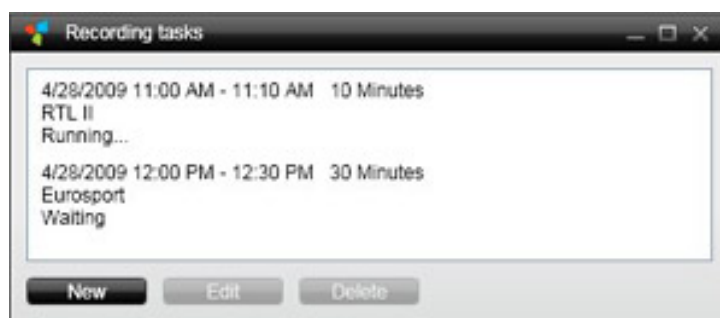 Recording tasks
4/28/2009 11:00 AM - 11:10 AM 10 Minutes
RTL II
Running...
4/28/2009 12:00 PM - 12:30 PM 30 Minutes
Eurosport
Waiting
New Edit Delete